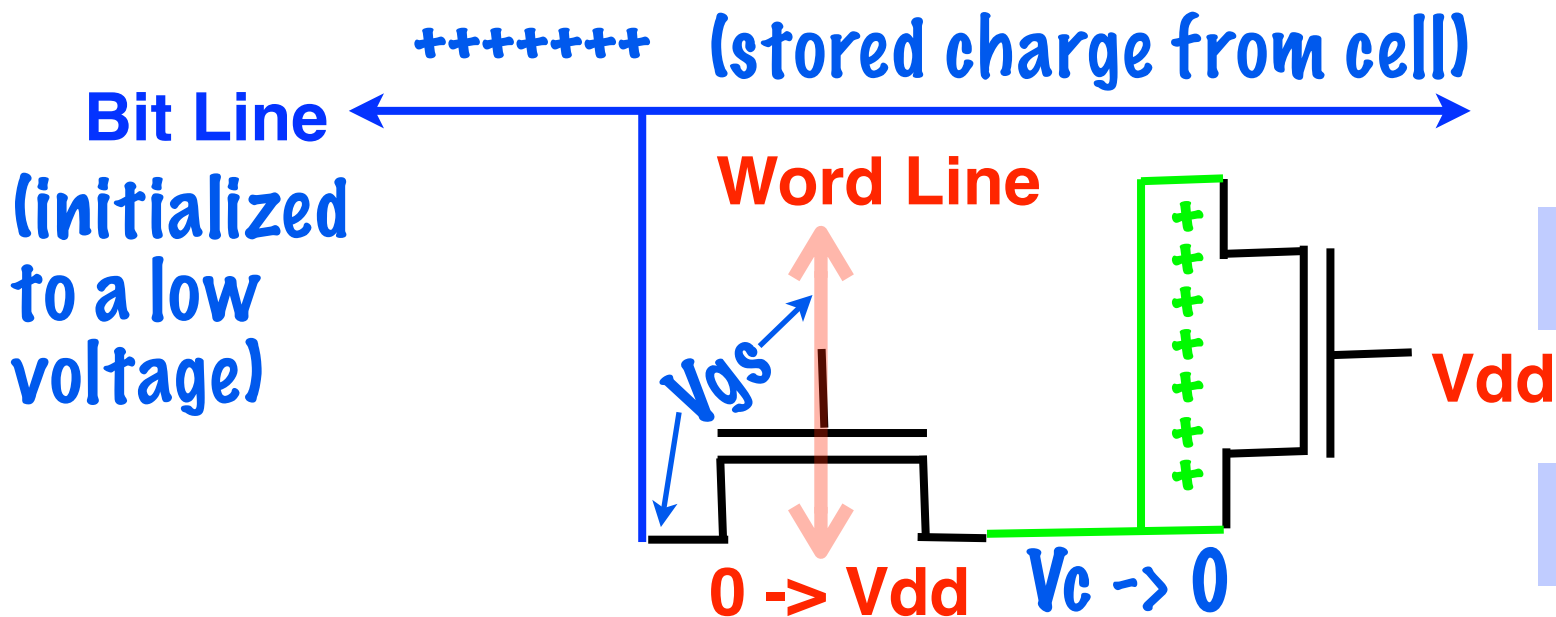 +++++++ (stored charge from cell)
Bit Line
(initialized
to a low
voltage)
Word Line
Vgs
+
+
+
+
+
+
+
Vdd
0 -> Vdd
Vc -> 0